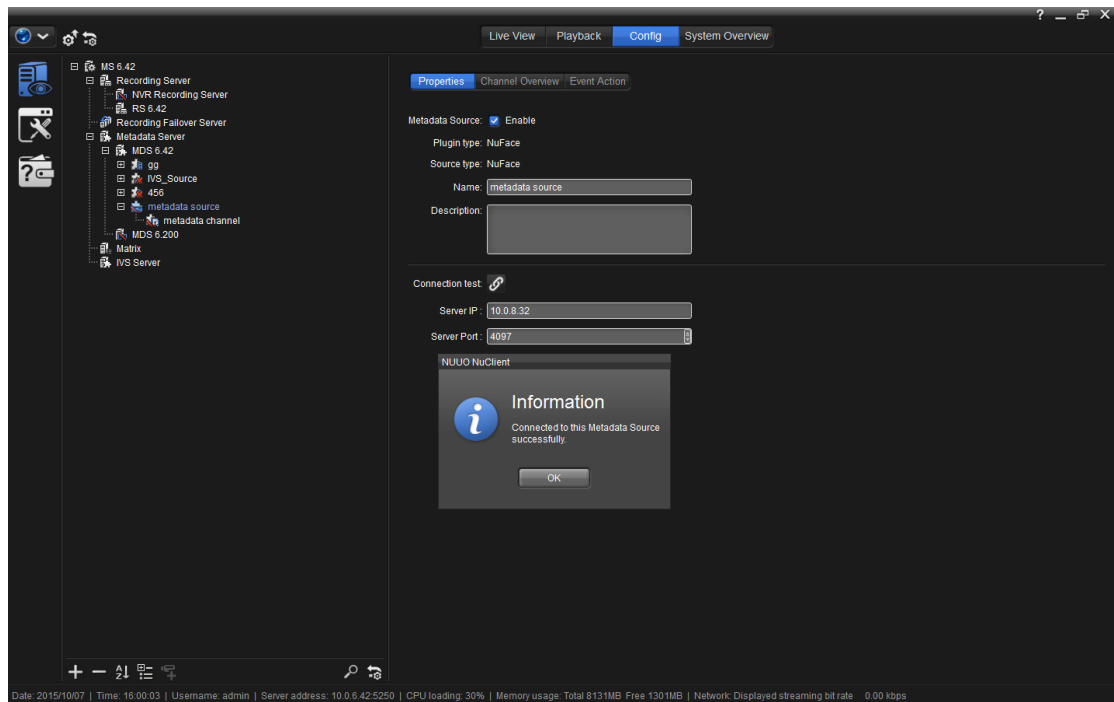 ? _ X
Live View Playback Config System Overview
MS 6.42
Recording Server
NVR Recording Server
RS 6.42
Recording Failover Server
Metadata Server
MDS 6.42
gg
IVS_Source
456
metadata source
metadata channel
MDS 6.200
Matrix
IVS Server
Properties Channel Overview Event Action
Metadata Source: Enable
Plugin type: NuFace
Source type: NuFace
Name: metadata source
Description:
Connection test:
Server IP : 10.0.8.32
Server Port : 4097
NUUO NuClient
Information
Connected to this Metadata Source
successfully.
OK
Date: 2015/10/07 | Time: 16:00:03 | Username: admin | Server address: 10.0.6.42:5250 | CPU loading: 30% | Memory usage: Total 8131MB Free 1301MB | Network: Displayed streaming bit rate 0.00 kbps